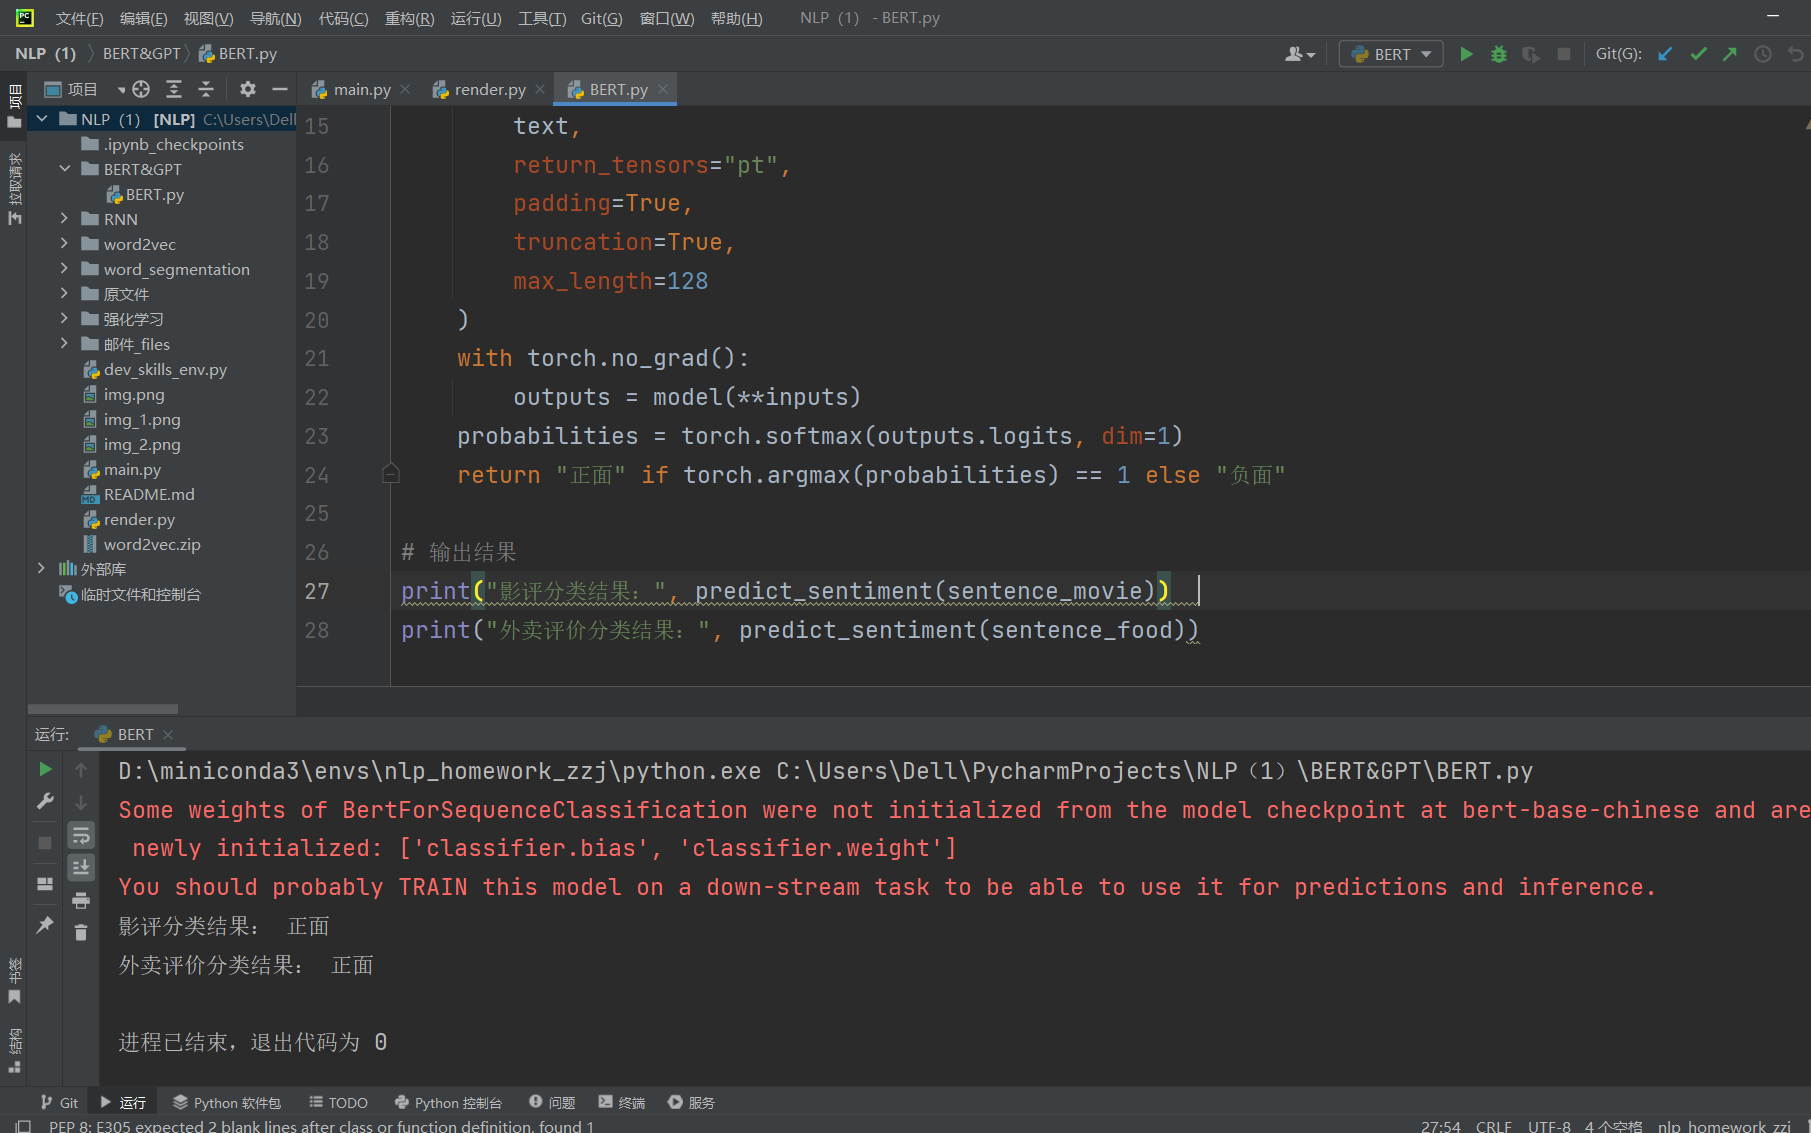 文件(F) 编辑(E) 视图(V) 导航(N) 代码(C) 重构(R) 运行(U) 工具(T) Git(G) 窗口(W) 帮助(H) NLP（1） - BERT.py
NLP (1) BERT&GPT BERT.py BERT Git(G):
项目 main.py render.py BERT.py
项目
拉取请求
NLP（1） [NLP] C:\Users\Dell
.ipynb_checkpoints
BERT&GPT
BERT.py
RNN
word2vec
word_segmentation
原文件
强化学习
邮件_files
dev_skills_env.py
img.png
img_1.png
img_2.png
main.py
README.md
render.py
word2vec.zip
外部库
临时文件和控制台
15 text,
16 return_tensors="pt",
17 padding=True,
18 truncation=True,
19 max_length=128
20 )
21 with torch.no_grad():
22 outputs = model(**inputs)
23 probabilities = torch.softmax(outputs.logits, dim=1)
24 return "正面" if torch.argmax(probabilities) == 1 else "负面"
25
26 # 输出结果
27 print("影评分类结果：", predict_sentiment(sentence_movie))
28 print("外卖评价分类结果：", predict_sentiment(sentence_food))
运行: BERT
D:\miniconda3\envs\nlp_homework_zzj\python.exe C:\Users\Dell\PycharmProjects\NLP（1）\BERT&GPT\BERT.py
Some weights of BertForSequenceClassification were not initialized from the model checkpoint at bert-base-chinese and are
newly initialized: ['classifier.bias', 'classifier.weight']
You should probably TRAIN this model on a down-stream task to be able to use it for predictions and inference.
影评分类结果： 正面
外卖评价分类结果： 正面
进程已结束，退出代码为 0
书签
结构
Git 运行 Python 软件包 TODO Python 控制台 问题 终端 服务
PEP 8: E305 expected 2 blank lines after class or function definition, found 1 27:54 CRLF UTF-8 4 个空格 nlp_homework_zzj